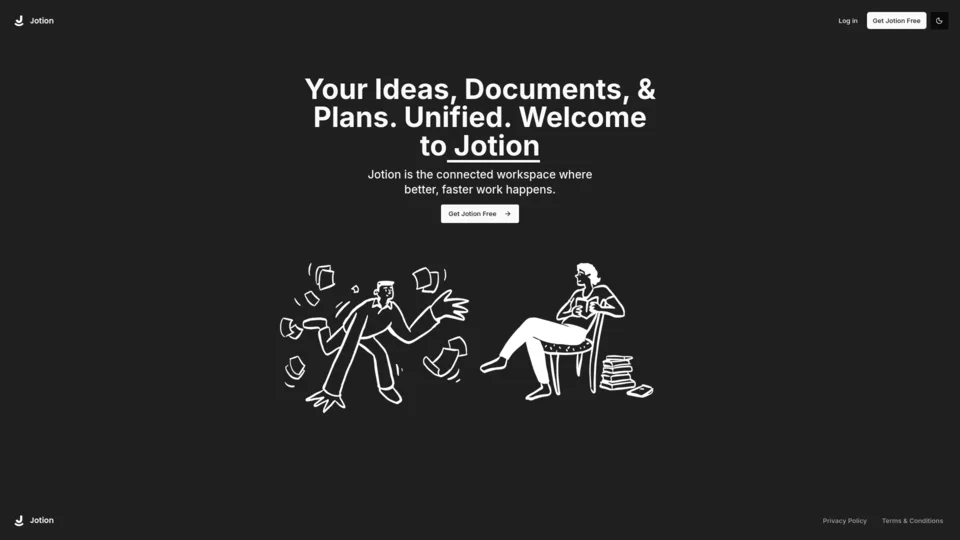 Jotion
Log in
Get Jotion Free
Your Ideas, Documents, &
Plans. Unified. Welcome
to Jotion
Jotion is the connected workspace where
better, faster work happens.
Get Jotion Free
Jotion
Privacy Policy
Terms & Conditions